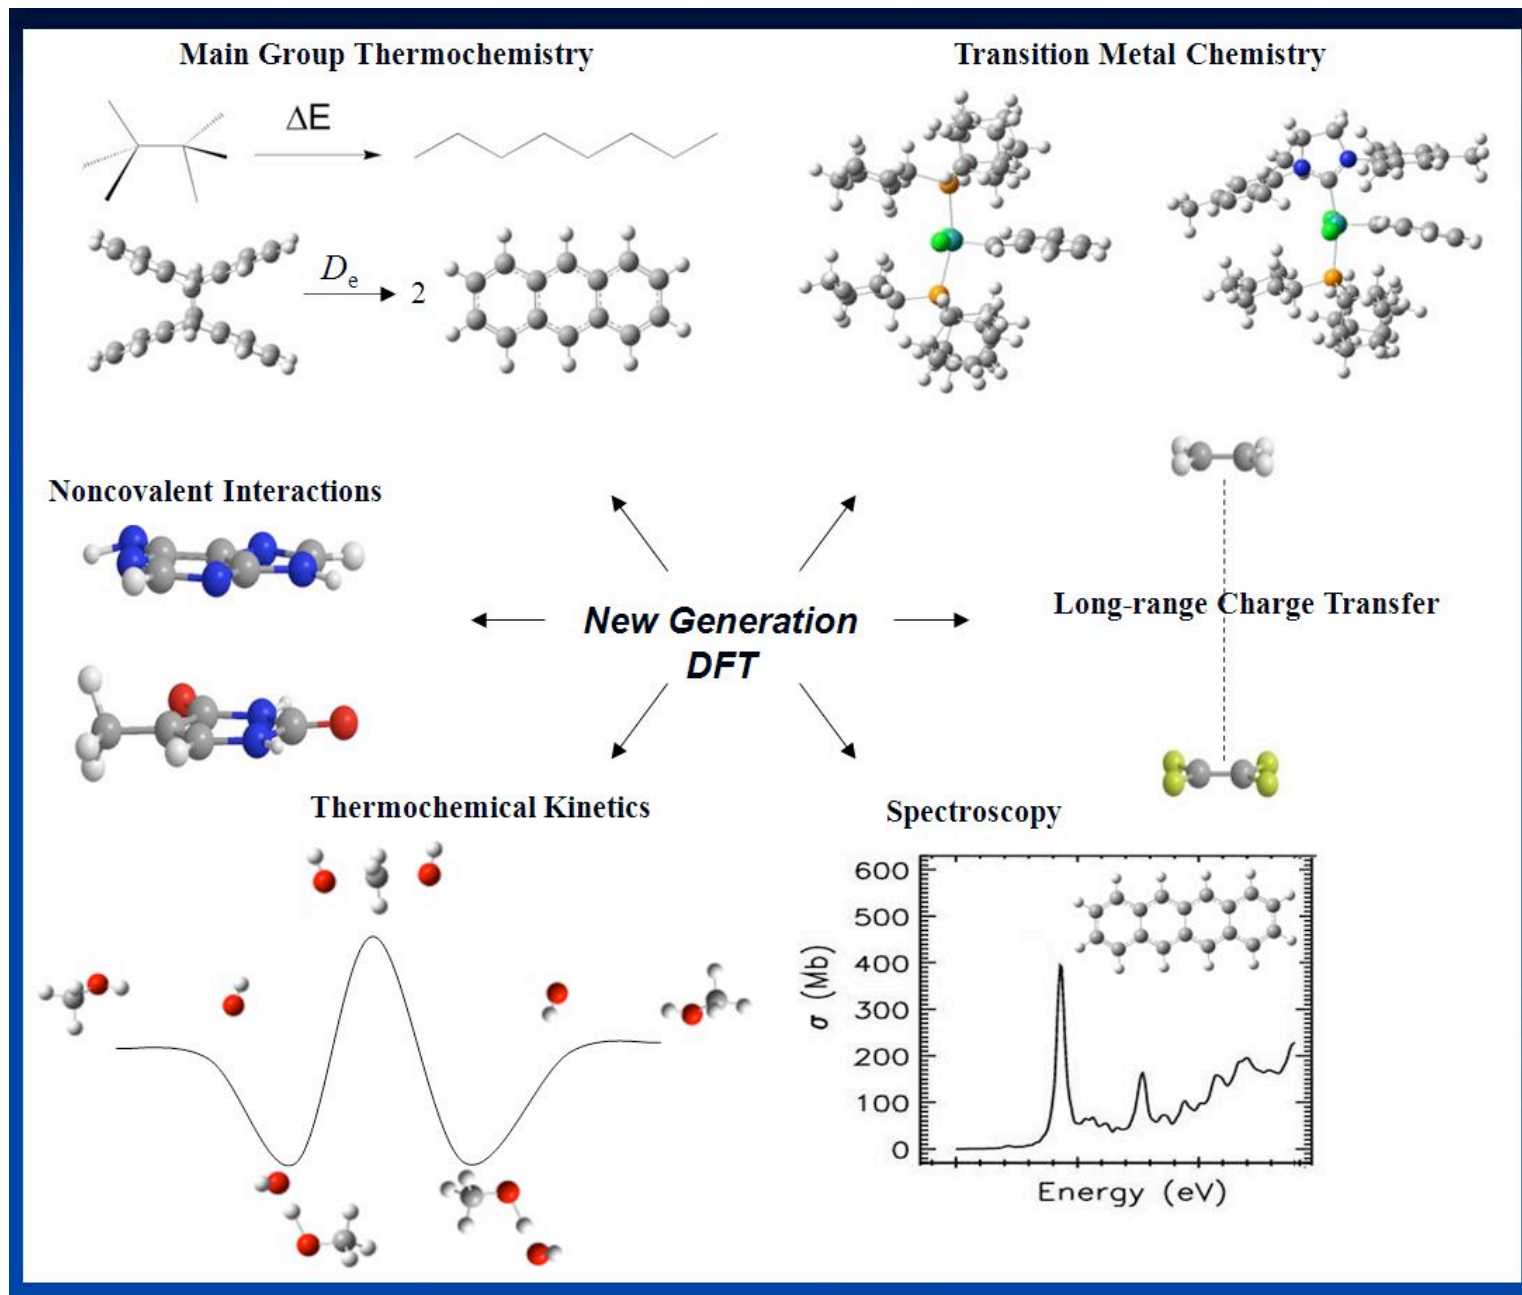 Main Group Thermochemistry
Transition Metal Chemistry
ΔE
De
2
Noncovalent Interactions
Long-range Charge Transfer
New Generation
DFT
Thermochemical Kinetics
Spectroscopy
600
500
400
300
200
100
0
σ (Mb)
Energy (eV)